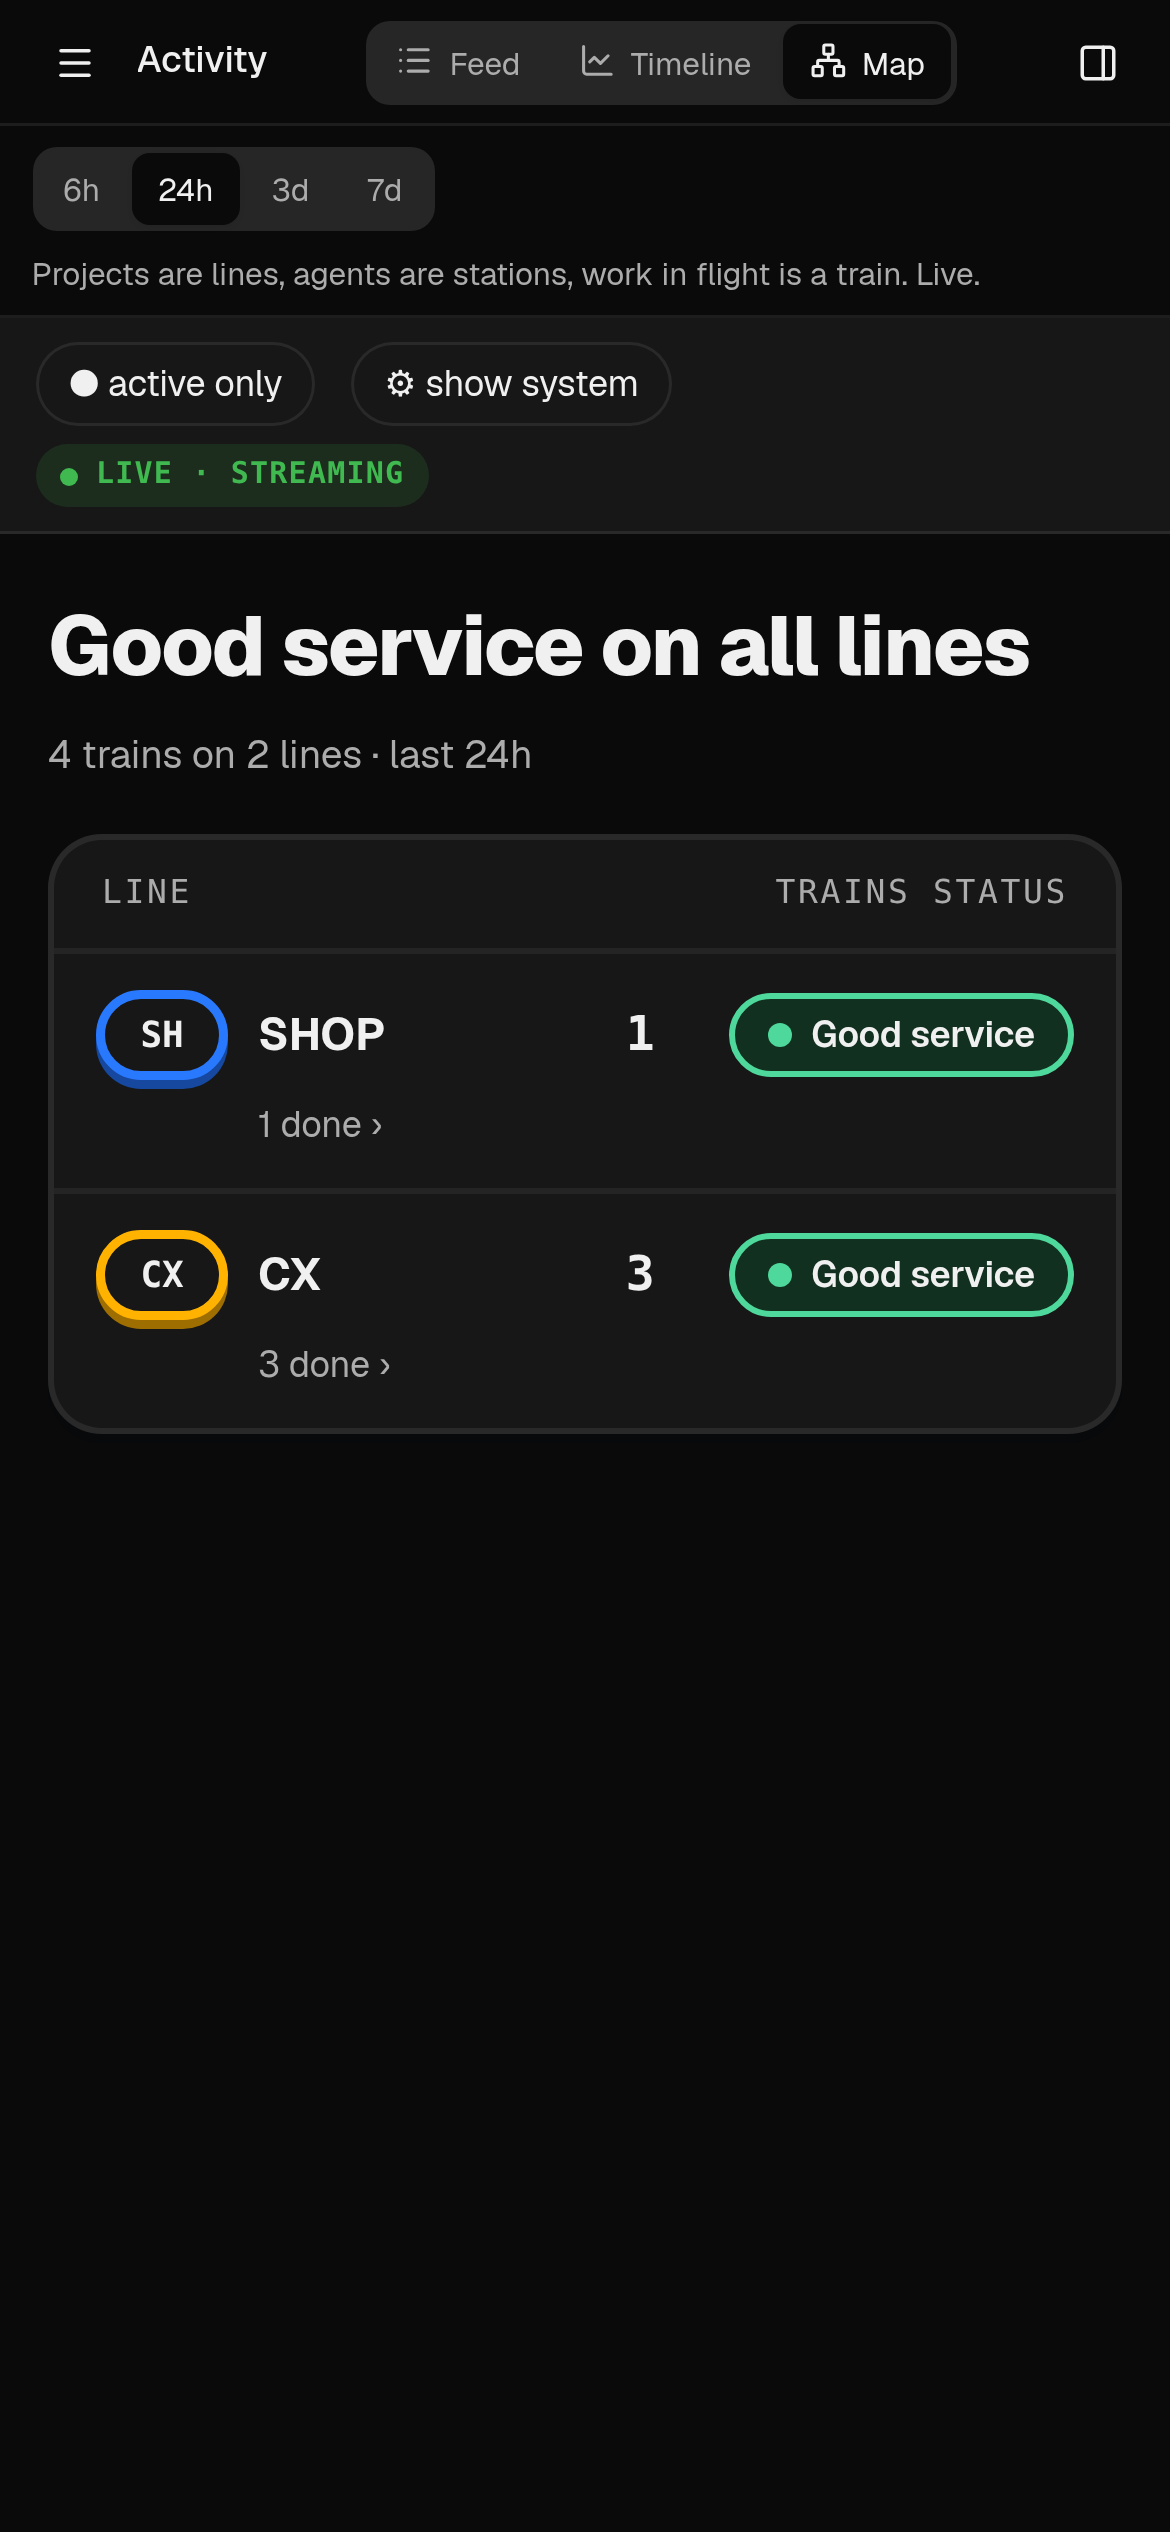 Activity
Feed
Timeline
Map
6h
24h
3d
7d
Projects are lines, agents are stations, work in flight is a train. Live.
active only
⚙ show system
LIVE · STREAMING
Good service on all lines
4 trains on 2 lines · last 24h
LINE TRAINS STATUS
SH SHOP 1 Good service
1 done ›
CX CX 3 Good service
3 done ›